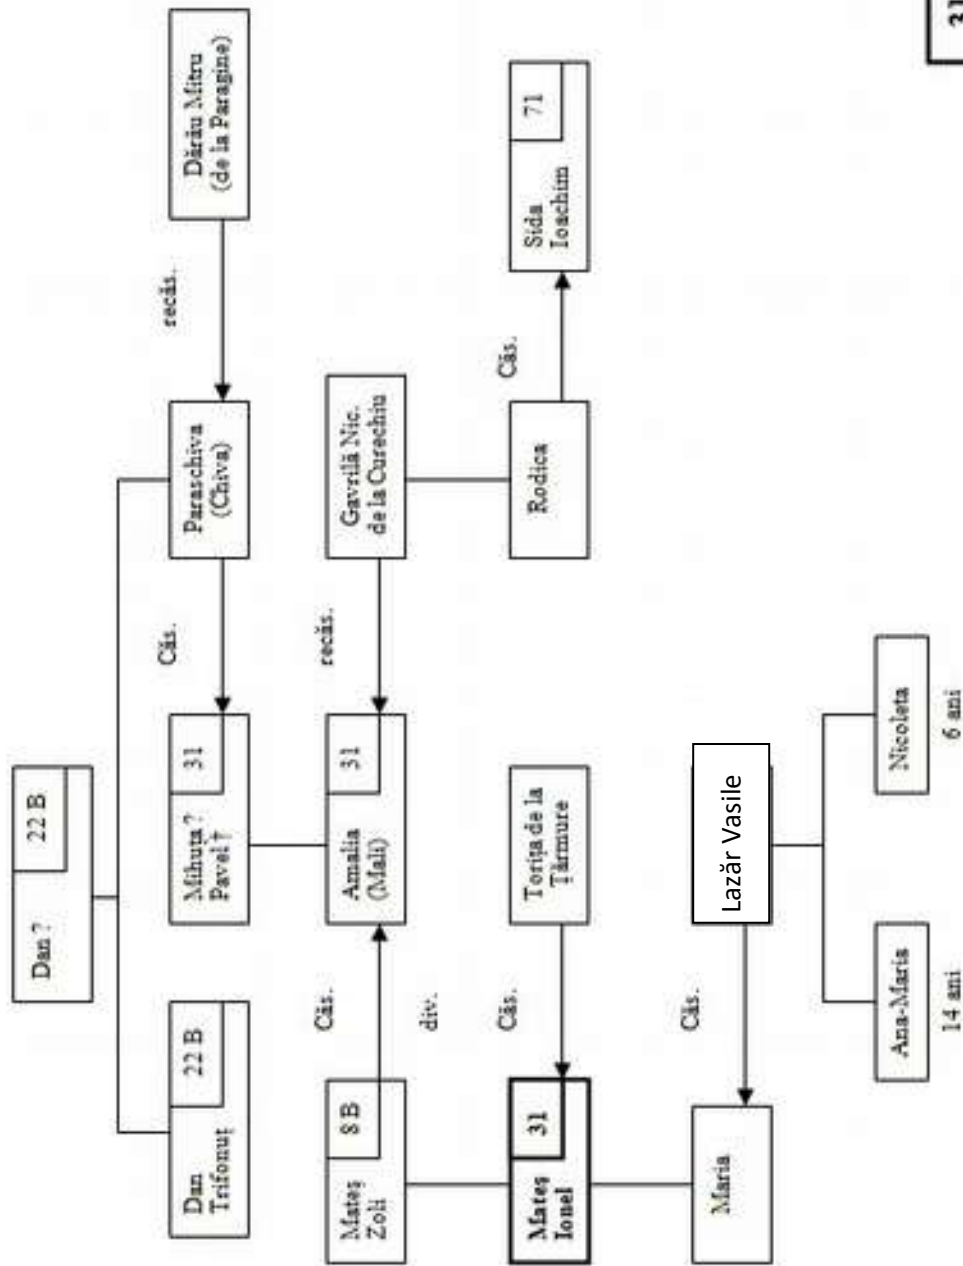 Dan ?
22 B
Dan
Trifonuț
22 B
Mihuța ?
Pavel †
31
Căs.
Paraschiva
(Chiva)
recăs.
Dărău Mitru
(de la Paragine)
Mateș
Zoli
8 B
Căs.
div.
Amalia
(Mali)
31
recăs.
Gavrilă Nic.
de la Curechiu
Mateș
Ionel
31
Căs.
Torița de la
Țărmure
Rodica
Căs.
Sida
Ioachim
71
Maria
Căs.
Lazăr Vasile
Ana-Maria
14 ani
Nicoleta
6 ani
31